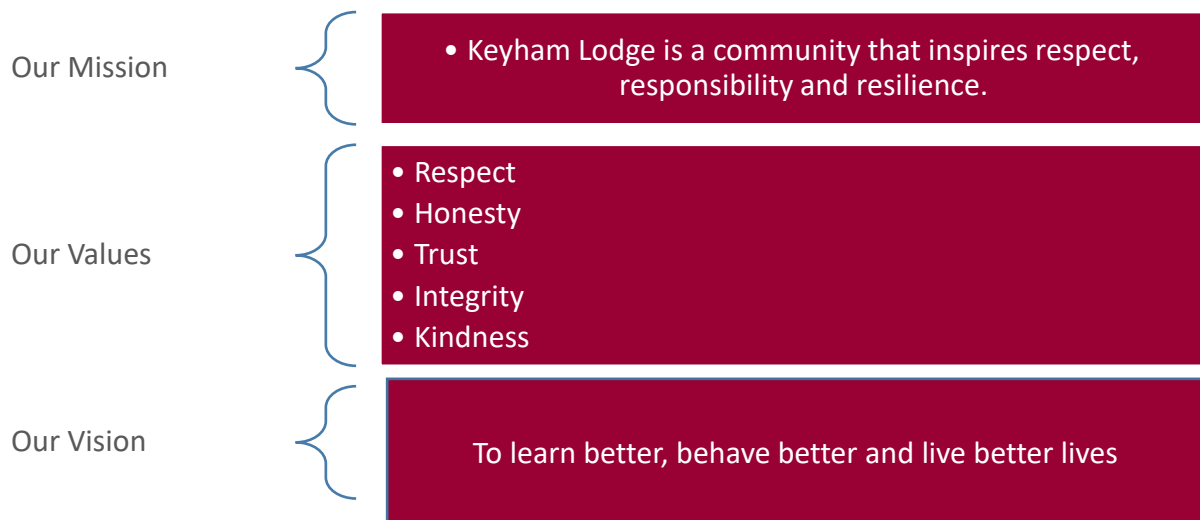 Our Mission
• Keyham Lodge is a community that inspires respect,
responsibility and resilience.
Our Values
• Respect
• Honesty
• Trust
• Integrity
• Kindness
Our Vision
To learn better, behave better and live better lives